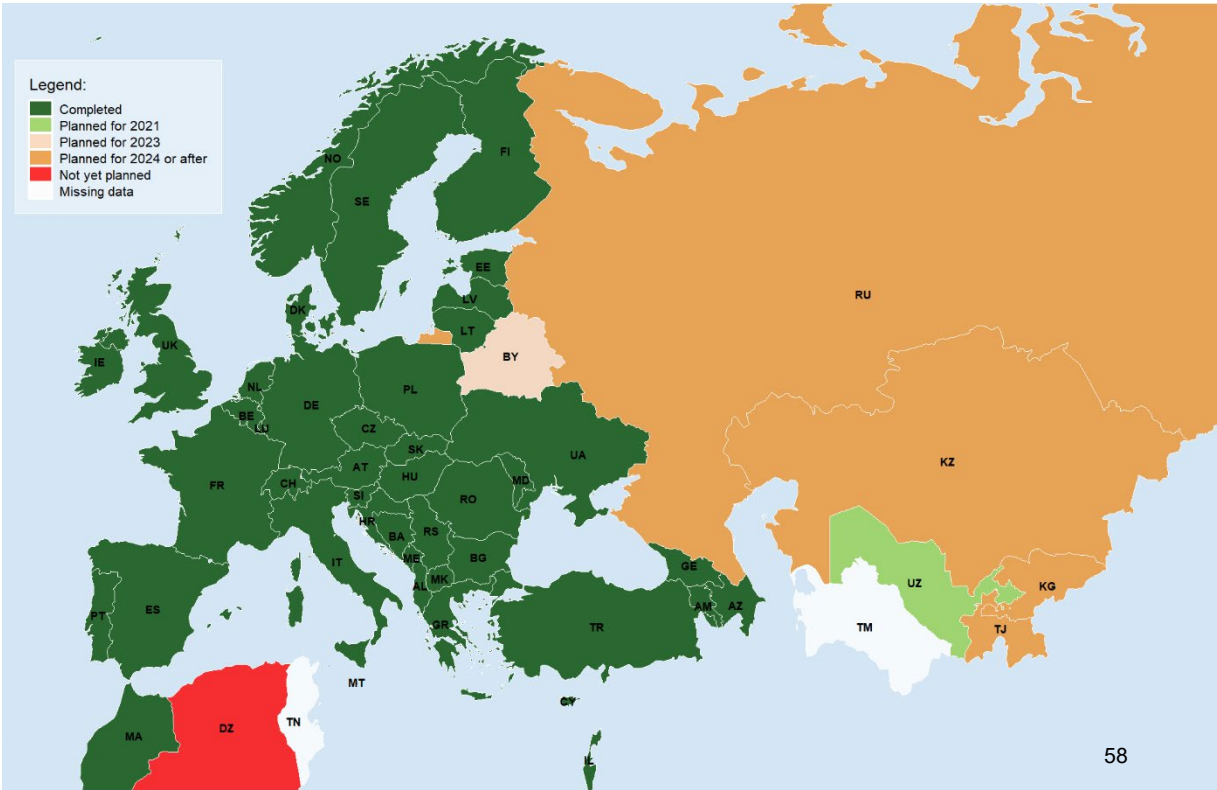 Legend:
Completed
Planned for 2021
Planned for 2023
Planned for 2024 or after
Not yet planned
Missing data
NO
FI
SE
EE
RU
LV
DK
LT
UK
BY
IE
NL
DE
PL
BE
LU
CZ
SK
UA
KZ
AT
HU
MD
FR
CH
SI
RO
HR
BA
RS
IT
ME
BG
GE
MK
AL
UZ
KG
PT
ES
AM
AZ
GR
TR
TM
TJ
MT
CY
TN
DZ
MA
IL
58